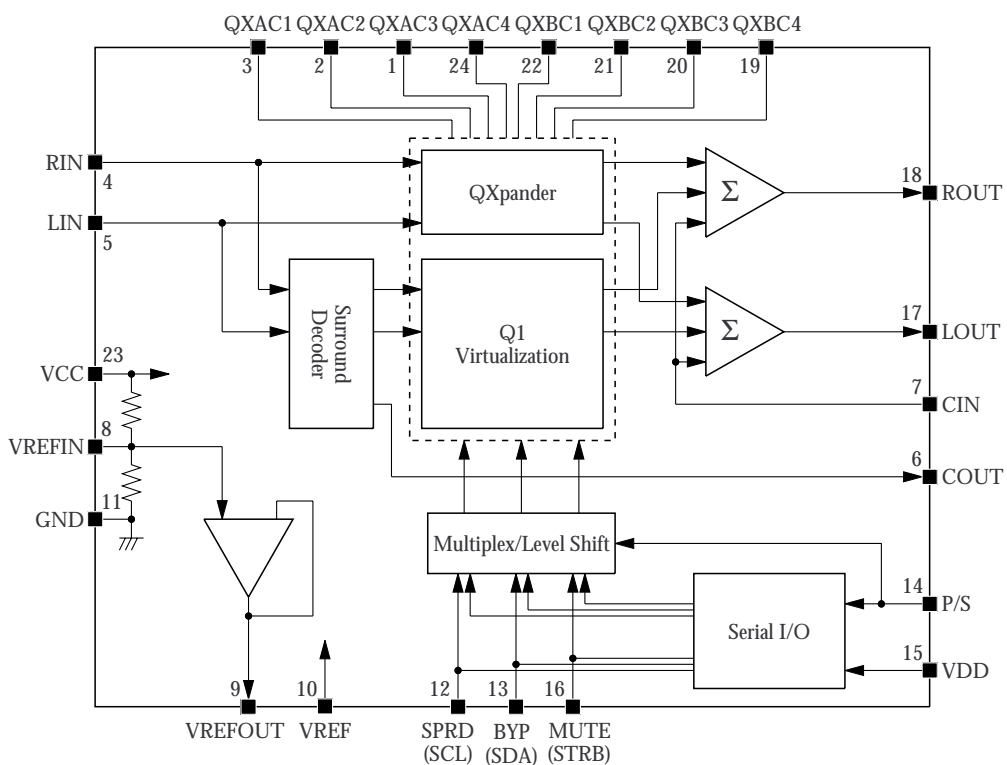 QXAC1 QXAC2 QXAC3 QXAC4 QXBC1 QXBC2 QXBC3 QXBC4
3 2 1 24 22 21 20 19
RIN
4
LIN
5
QXpander
Σ
18
ROUT
Surround
Decoder
Q1
Virtualization
Σ
17
LOUT
23
VCC
7
CIN
8
VREFIN
6
COUT
11
GND
Multiplex/Level Shift
14
P/S
Serial I/O
15
VDD
9 10 12 13 16
VREFOUT VREF SPRD BYP MUTE
(SCL) (SDA) (STRB)